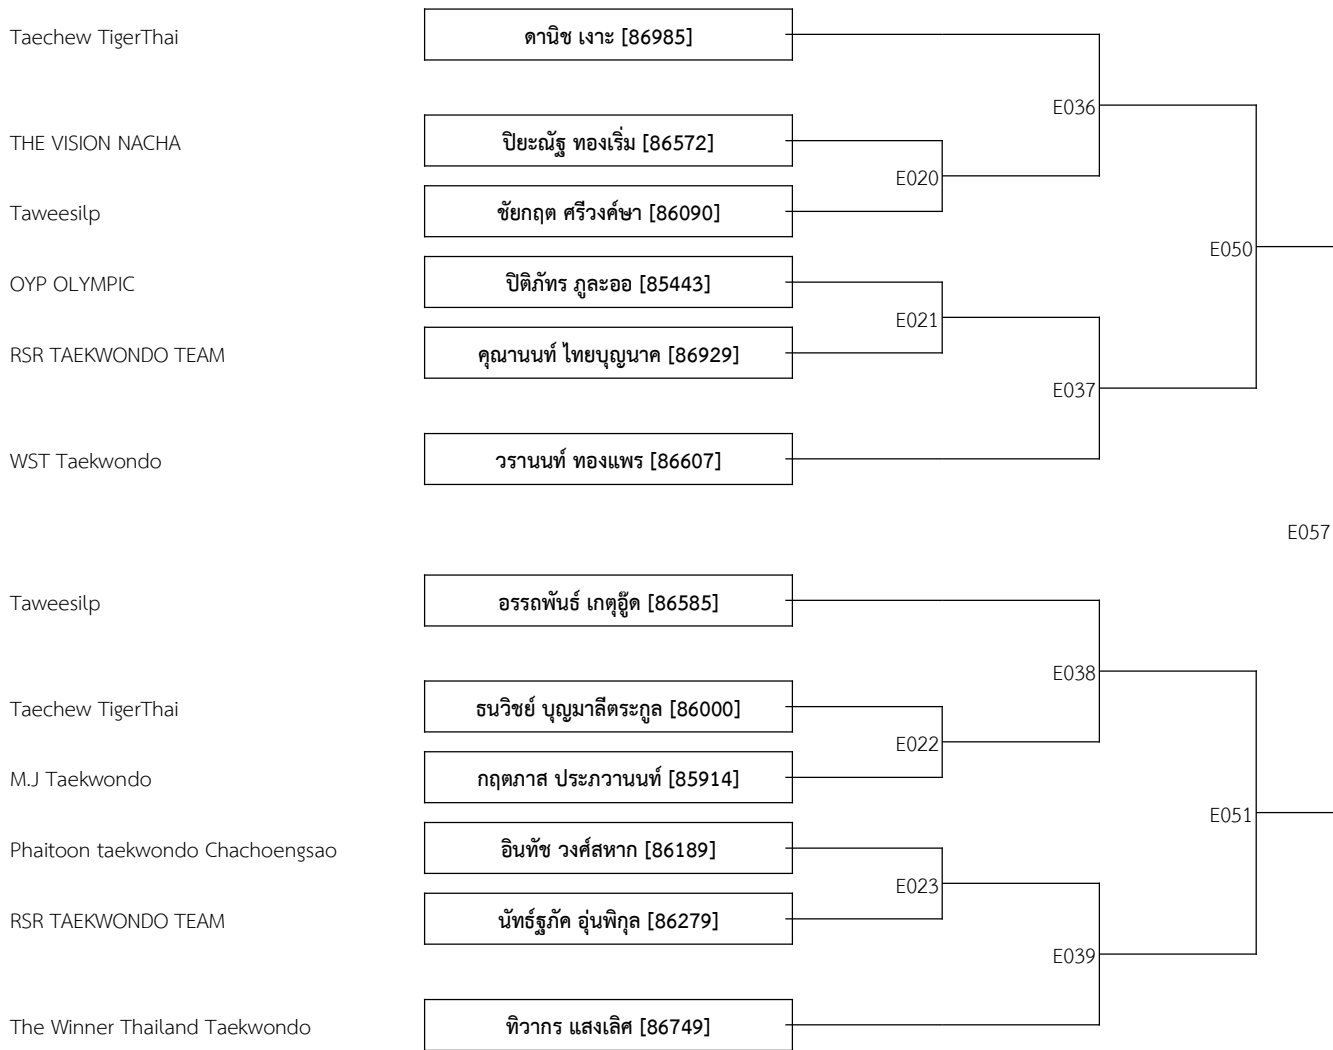 Taechew TigerThai
ดานิช เงาะ [86985]
E036
THE VISION NACHA
ปิยะณัฐ ทองเริ่ม [86572]
E020
Taweesilp
ชัยกฤต ศรีวงค์ษา [86090]
E050
OYP OLYMPIC
ปิติภัทร ภูละออ [85443]
E021
RSR TAEKWONDO TEAM
คุณานนท์ ไทยบุญนาค [86929]
E037
WST Taekwondo
วรานนท์ ทองแพร [86607]
E057
Taweesilp
อรรถพันธ์ เกตุอู๊ด [86585]
E038
Taechew TigerThai
ธนวิชย์ บุญมาลีตระกูล [86000]
E022
M.J Taekwondo
กฤตภาส ประภวานนท์ [85914]
E051
Phaitoon taekwondo Chachoengsao
อินทัช วงศ์สหาก [86189]
E023
RSR TAEKWONDO TEAM
นัทธ์ฐภัค อุ่นพิกุล [86279]
E039
The Winner Thailand Taekwondo
ทิวากร แสงเลิศ [86749]